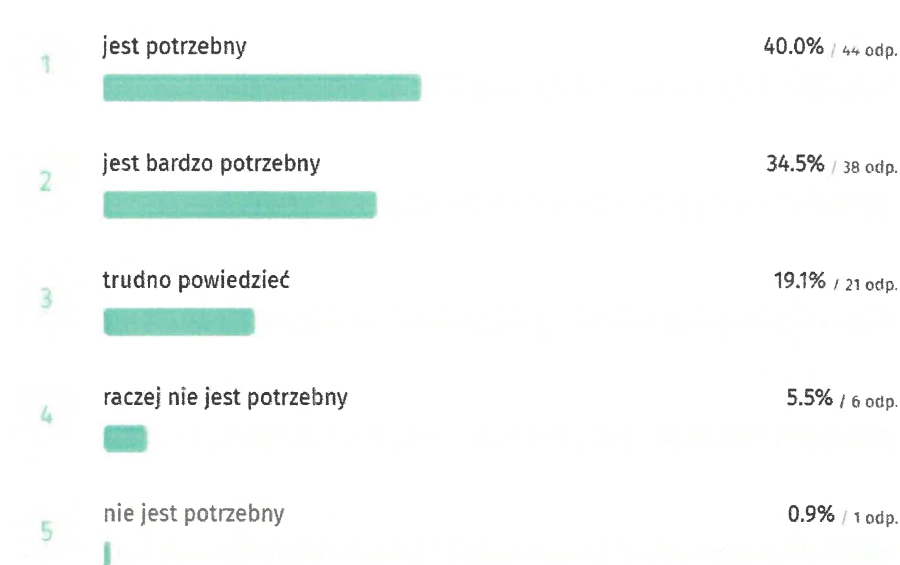 1 jest potrzebny 40.0% / 44 odp.
2 jest bardzo potrzebny 34.5% / 38 odp.
3 trudno powiedzieć 19.1% / 21 odp.
4 raczej nie jest potrzebny 5.5% / 6 odp.
5 nie jest potrzebny 0.9% / 1 odp.